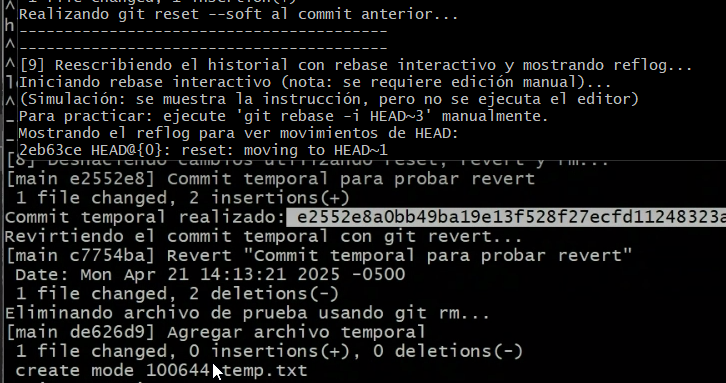 1 file changed, 1 insertion(+)
Realizando git reset --soft al commit anterior...
----------------------------------------
----------------------------------------
[9] Reescribiendo el historial con rebase interactivo y mostrando reflog...
Iniciando rebase interactivo (nota: se requiere edición manual)...
(Simulación: se muestra la instrucción, pero no se ejecuta el editor)
Para practicar: ejecute 'git rebase -i HEAD~3' manualmente.
Mostrando el reflog para ver movimientos de HEAD:
2eb63ce HEAD@{0}: reset: moving to HEAD~1
[8] Deshaciendo cambios utilizando reset, revert y rm...
[main e2552e8] Commit temporal para probar revert
1 file changed, 2 insertions(+)
Commit temporal realizado: e2552e8a0bb49ba19e13f528f27ecfd11248323a
Revirtiendo el commit temporal con git revert...
[main c7754ba] Revert "Commit temporal para probar revert"
Date: Mon Apr 21 14:13:21 2025 -0500
1 file changed, 2 deletions(-)
Eliminando archivo de prueba usando git rm...
[main de626d9] Agregar archivo temporal
1 file changed, 0 insertions(+), 0 deletions(-)
create mode 100644 temp.txt